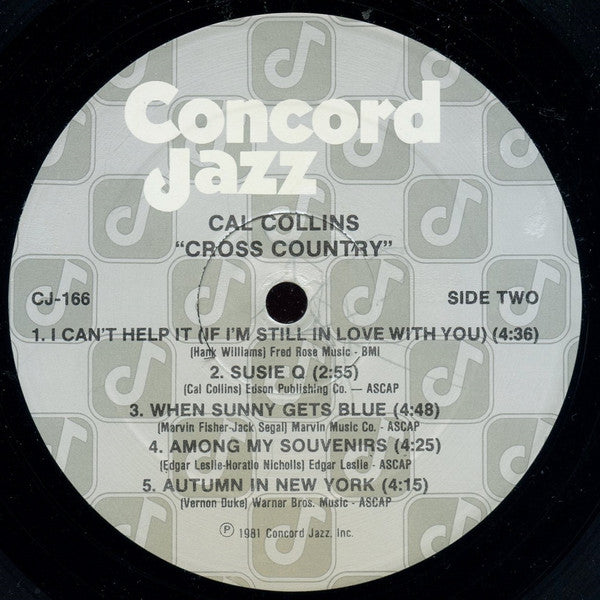 Concord
Jazz
CAL COLLINS
"CROSS COUNTRY"
CJ-166
SIDE TWO
1. I CAN'T HELP IT (IF I'M STILL IN LOVE WITH YOU) (4:36)
(Hank Williams) Fred Rose Music - BMI
2. SUSIE Q (2:55)
(Cal Collins) Edson Publishing Co. — ASCAP
3. WHEN SUNNY GETS BLUE (4:48)
(Marvin Fisher-Jack Segal) Marvin Music Co. - ASCAP
4. AMONG MY SOUVENIRS (4:25)
(Edgar Leslie-Horatio Nicholls) Edgar Leslie - ASCAP
5. AUTUMN IN NEW YORK (4:15)
(Vernon Duke) Warner Bros. Music - ASCAP
℗ 1981 Concord Jazz, Inc.